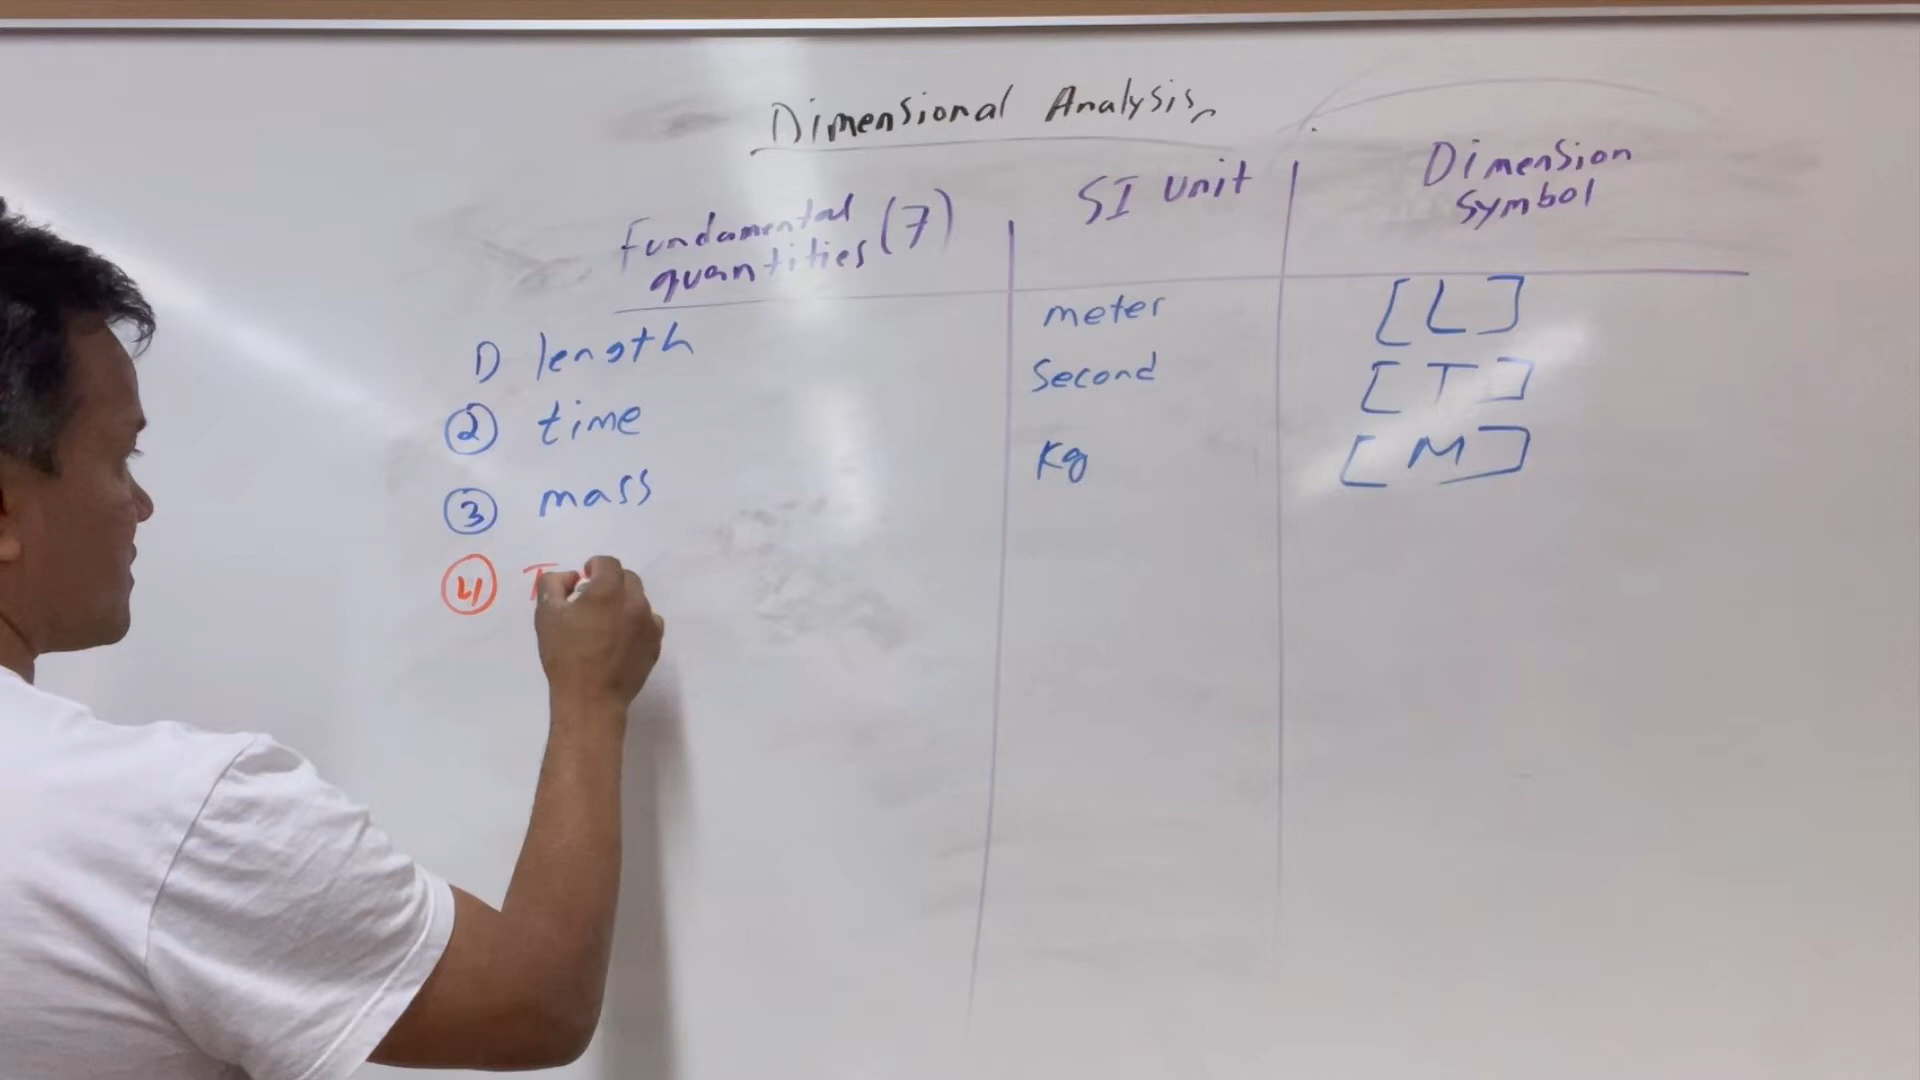 Dimensional Analysis
Fundamental quantities (7)
SI Unit
Dimension Symbol
1) length
meter
[L]
② time
Second
[T]
③ mass
Kg
[M]
④ T